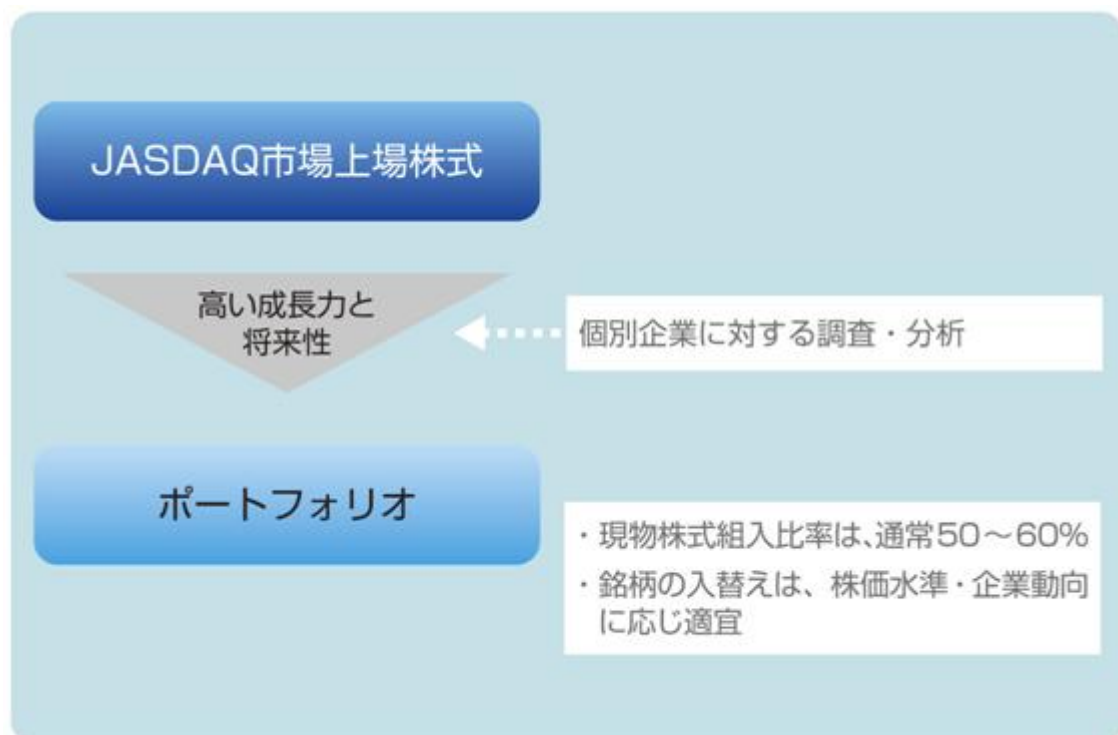 JASDAQ市場上場株式
高い成長力と
将来性
個別企業に対する調査・分析
ポートフォリオ
・現物株式組入比率は、通常50～60%
・銘柄の入替えは、株価水準・企業動向
に応じ適宜